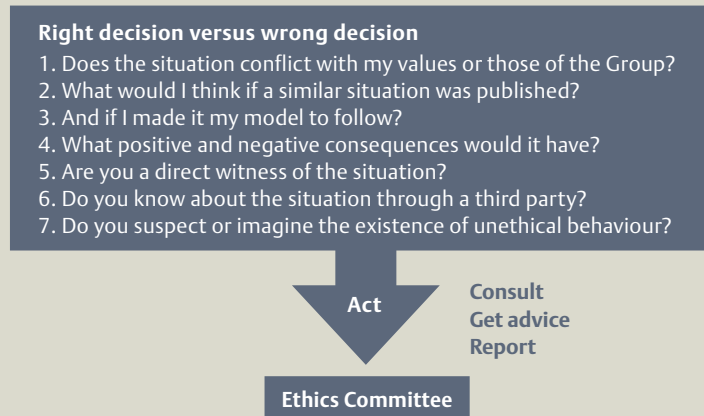 Right decision versus wrong decision
1. Does the situation conflict with my values or those of the Group?
2. What would I think if a similar situation was published?
3. And if I made it my model to follow?
4. What positive and negative consequences would it have?
5. Are you a direct witness of the situation?
6. Do you know about the situation through a third party?
7. Do you suspect or imagine the existence of unethical behaviour?
Act
Consult
Get advice
Report
Ethics Committee